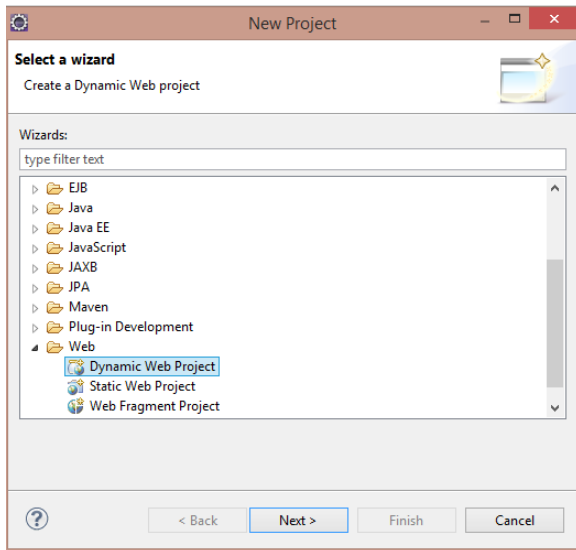 New Project
Select a wizard
Create a Dynamic Web project
Wizards:
type filter text
EJB
Java
Java EE
JavaScript
JAXB
JPA
Maven
Plug-in Development
Web
Dynamic Web Project
Static Web Project
Web Fragment Project
? < Back Next > Finish Cancel